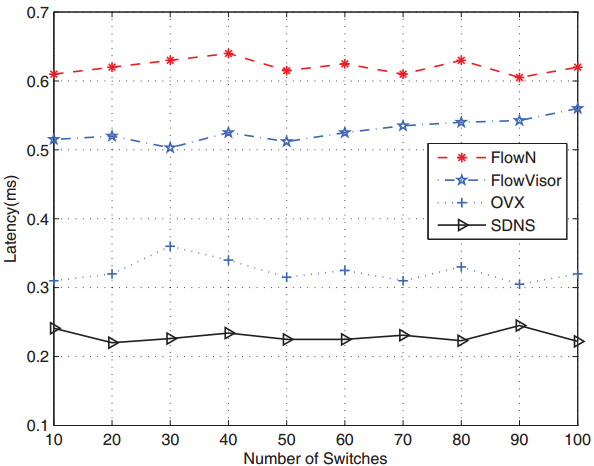 0.7
0.6
0.5
0.4
0.3
0.2
0.1
Latency(ms)
FlowN
FlowVisor
OVX
SDNS
10 20 30 40 50 60 70 80 90 100
Number of Switches